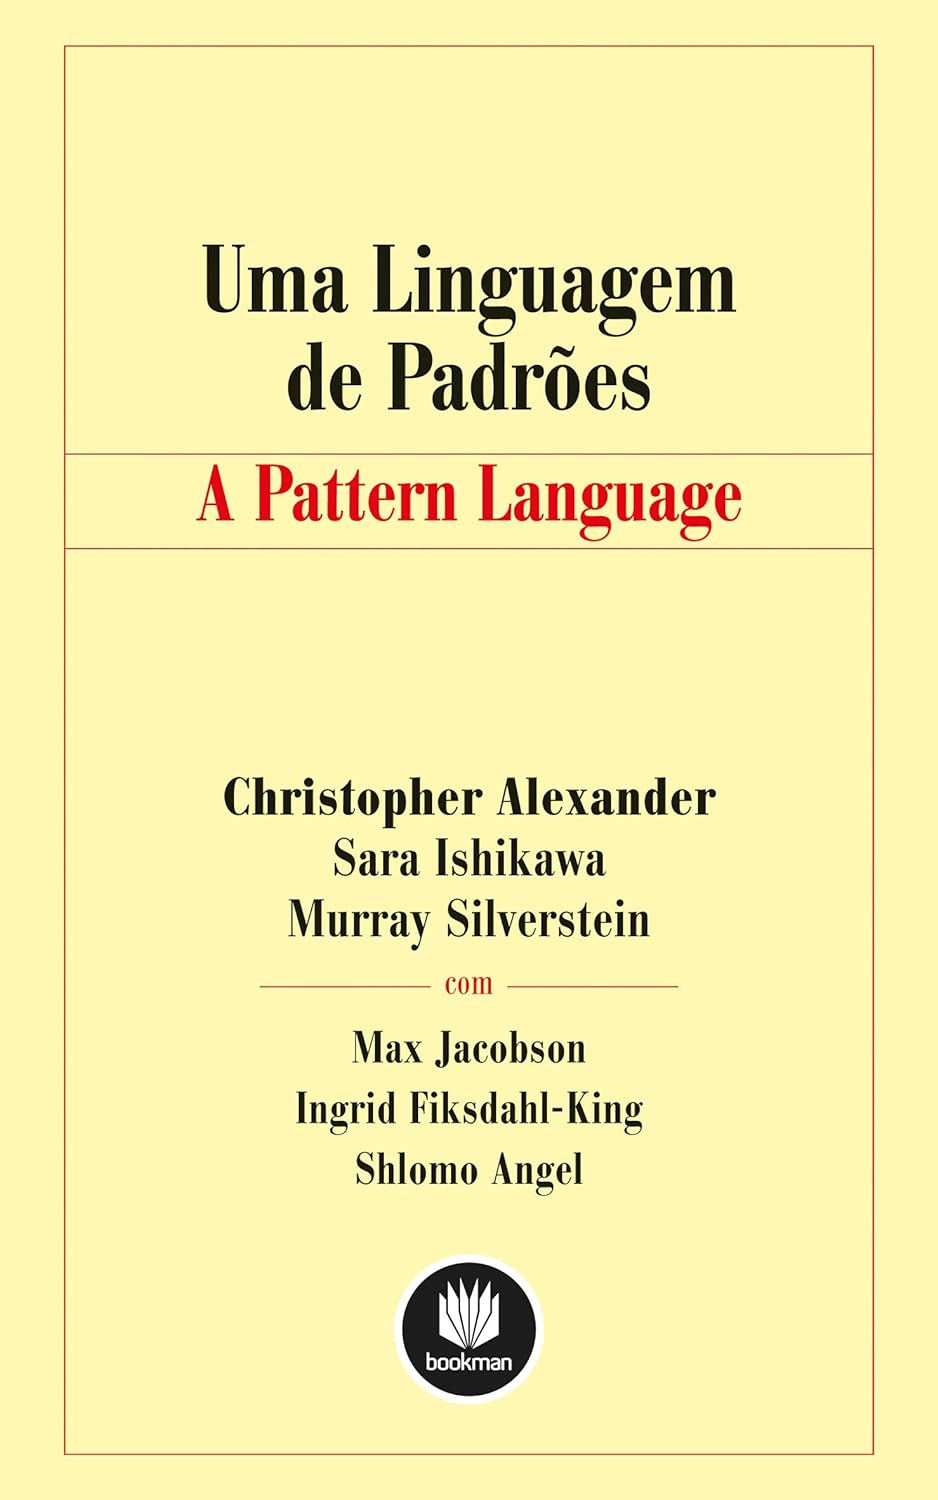 Uma Linguagem
de Padrões
A Pattern Language
Christopher Alexander
Sara Ishikawa
Murray Silverstein
com
Max Jacobson
Ingrid Fiksdahl-King
Shlomo Angel
bookman